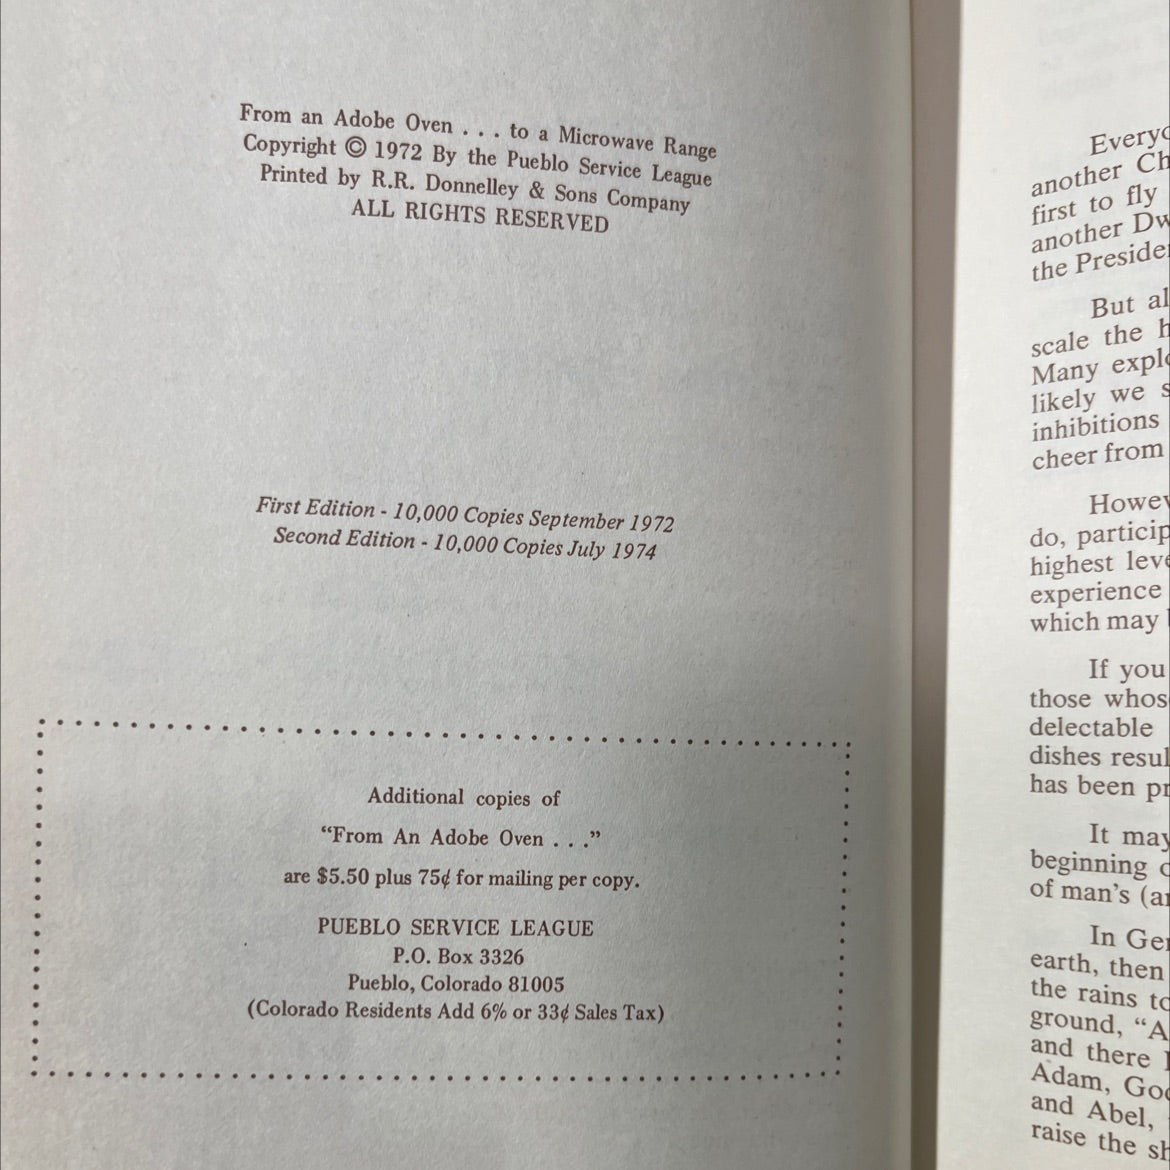 From an Adobe Oven . . . to a Microwave Range
Copyright © 1972 By the Pueblo Service League
Printed by R.R. Donnelley & Sons Company
ALL RIGHTS RESERVED
First Edition - 10,000 Copies September 1972
Second Edition - 10,000 Copies July 1974
Additional copies of
“From An Adobe Oven . . .”
are $5.50 plus 75¢ for mailing per copy.
PUEBLO SERVICE LEAGUE
P.O. Box 3326
Pueblo, Colorado 81005
(Colorado Residents Add 6% or 33¢ Sales Tax)
another
first to fly
another
the
But
scale the
Many
likely we
inhibitions
cheer from
do,
highest
experience
which may
If you
those
delectable
dishes
has been
It
beginning
of man's
In
earth, then
the rains
ground,
and there
Adam,
and Abel,
raise the